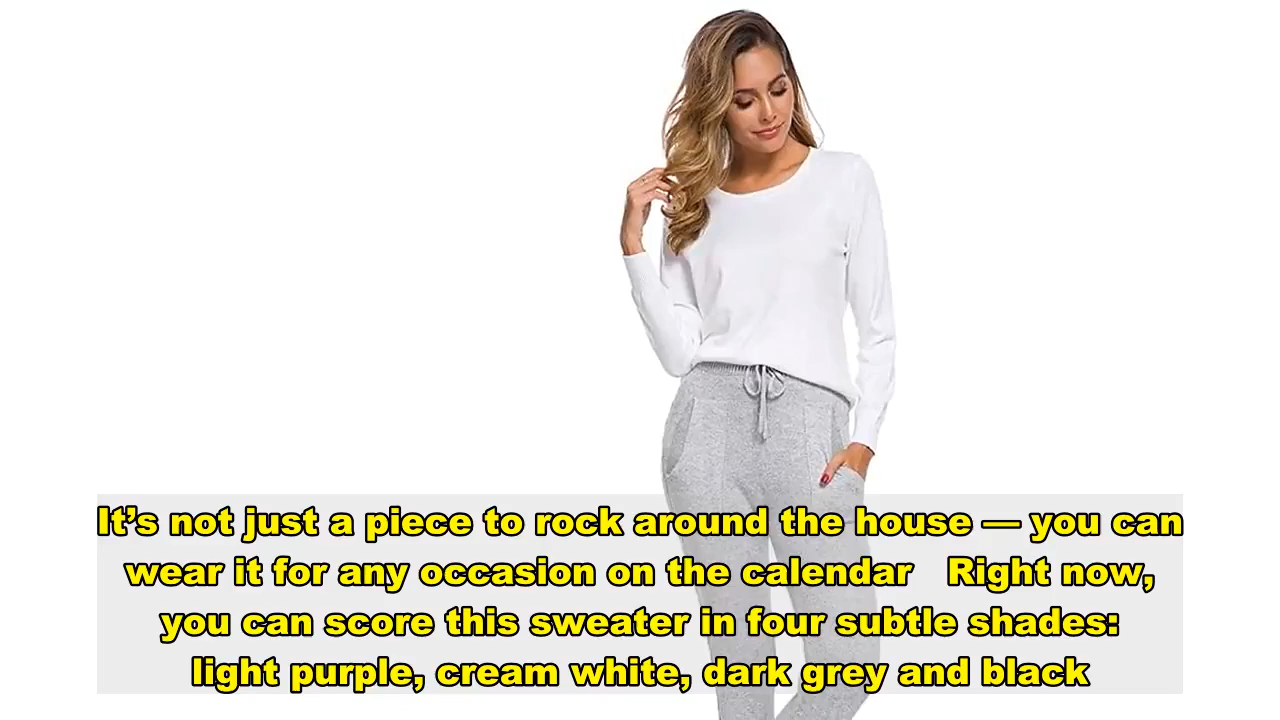 It’s not just a piece to rock around the house — you can
wear it for any occasion on the calendar   Right now,
you can score this sweater in four subtle shades:
light purple, cream white, dark grey and black